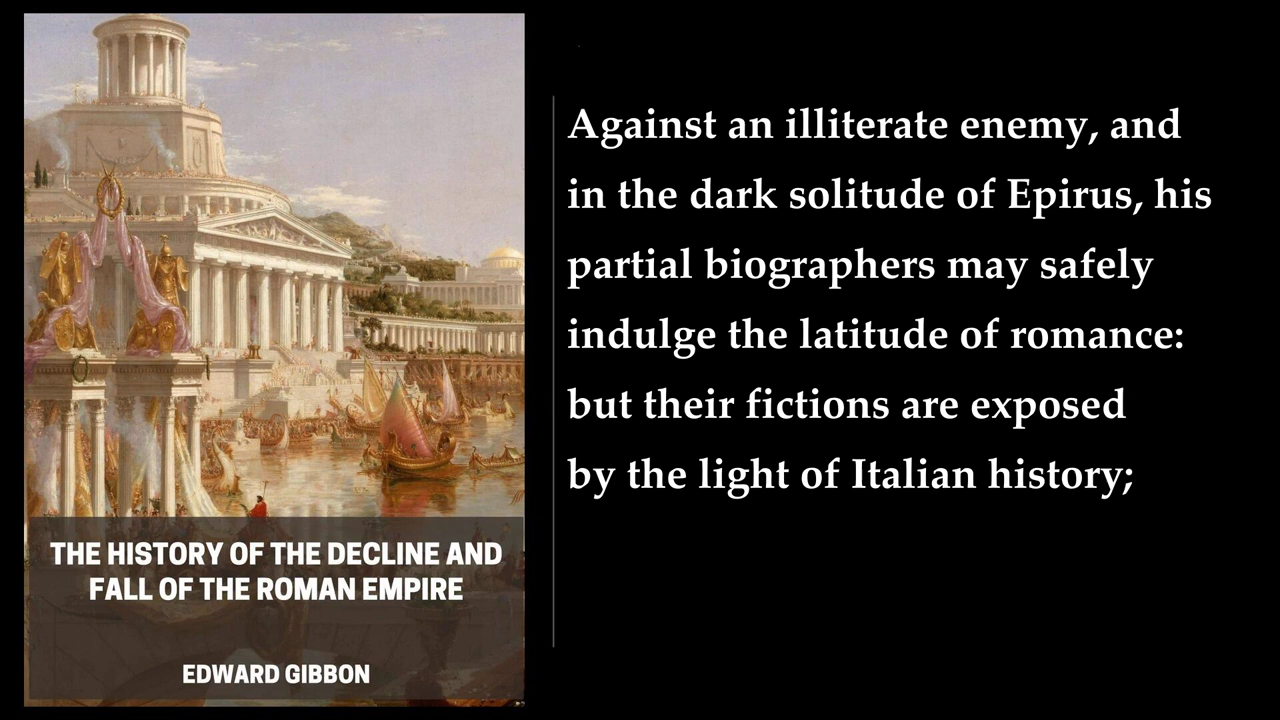 Against an illiterate enemy, and
in the dark solitude of Epirus, his
partial biographers may safely
indulge the latitude of romance:
but their fictions are exposed
by the light of Italian history;
THE HISTORY OF THE DECLINE AND
FALL OF THE ROMAN EMPIRE
EDWARD GIBBON